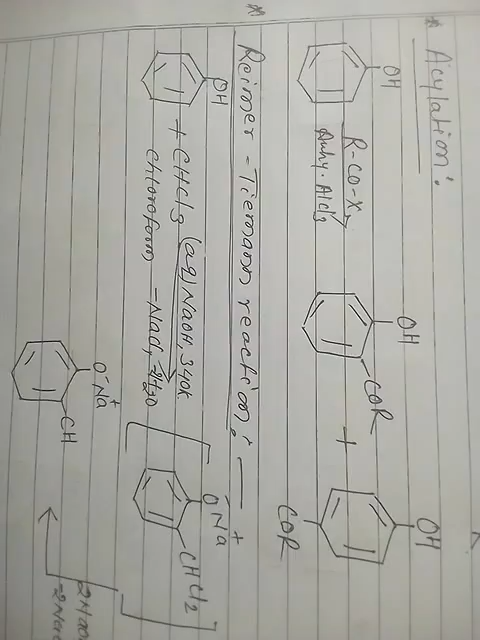 * Acylation:
OH
R-CO-X
Anhy. AlCl3
OH
COR
+
OH
COR
* Reimer-Tiemann reaction: —
OH
+ CHCl3 (aq) NaOH, 340K
chloroform -NaCl, -2H2O
O-Na+
CHCl2
O-Na+
CH